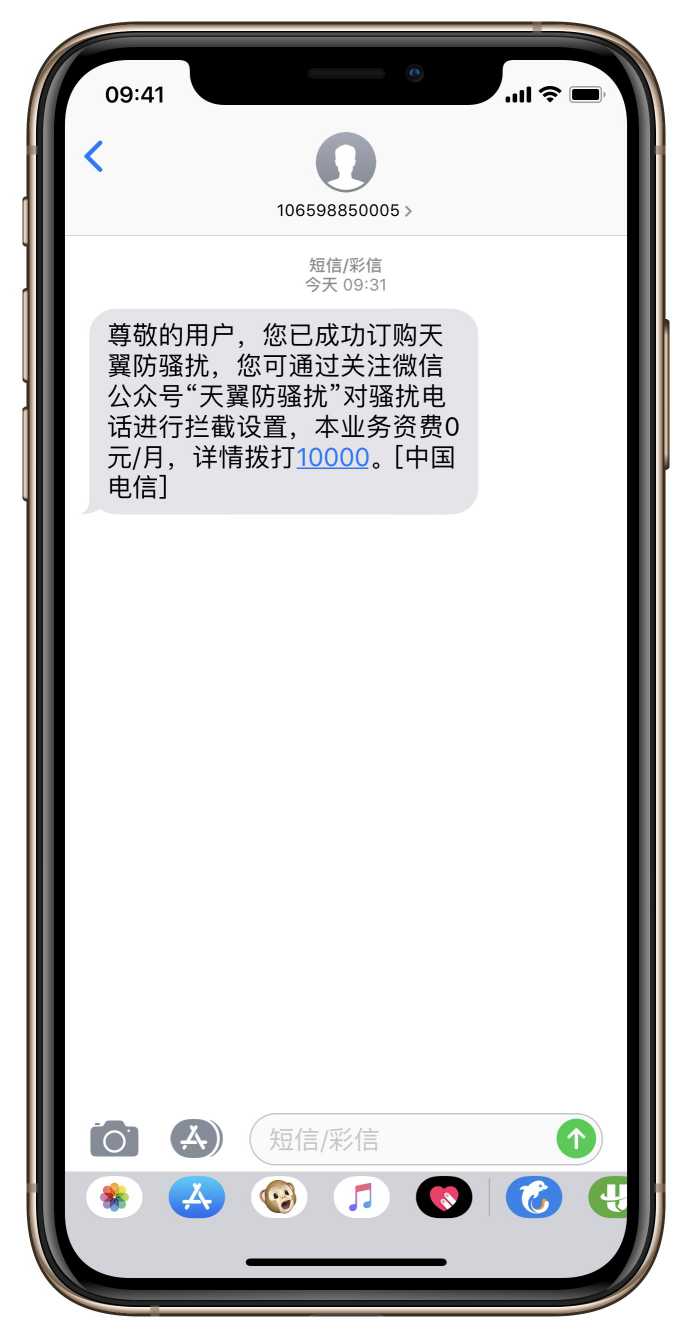 09:41
106598850005
短信/彩信
今天 09:31
尊敬的用户，您已成功订购天
翼防骚扰，您可通过关注微信
公众号“天翼防骚扰”对骚扰电
话进行拦截设置，本业务资费0
元/月，详情拨打10000。[中国
电信]
短信/彩信